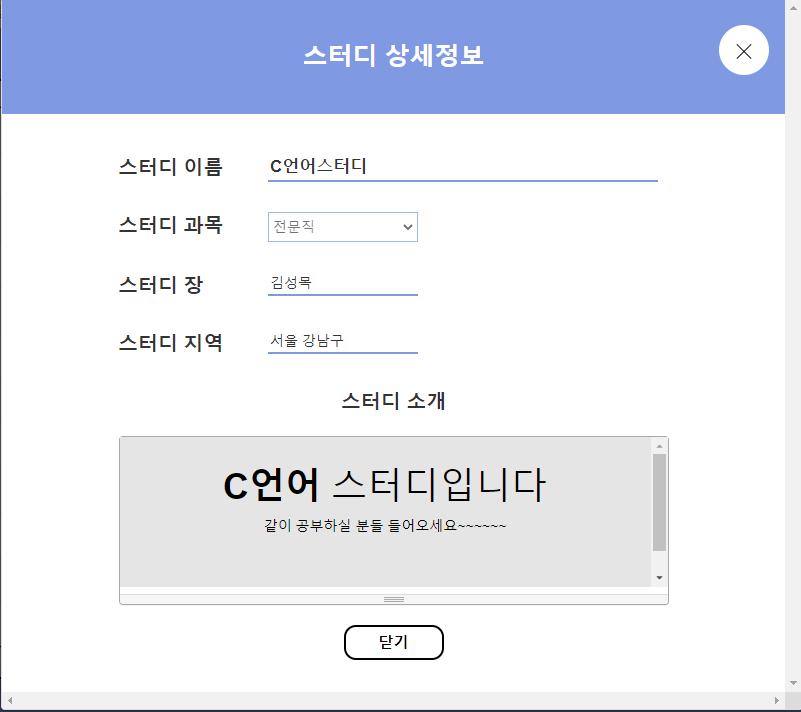 스터디 상세정보
스터디 이름 C언어스터디
스터디 과목 전문직
스터디 장 김성목
스터디 지역 서울 강남구
스터디 소개
C언어 스터디입니다
같이 공부하실 분들 들어오세요~~~~~~
닫기